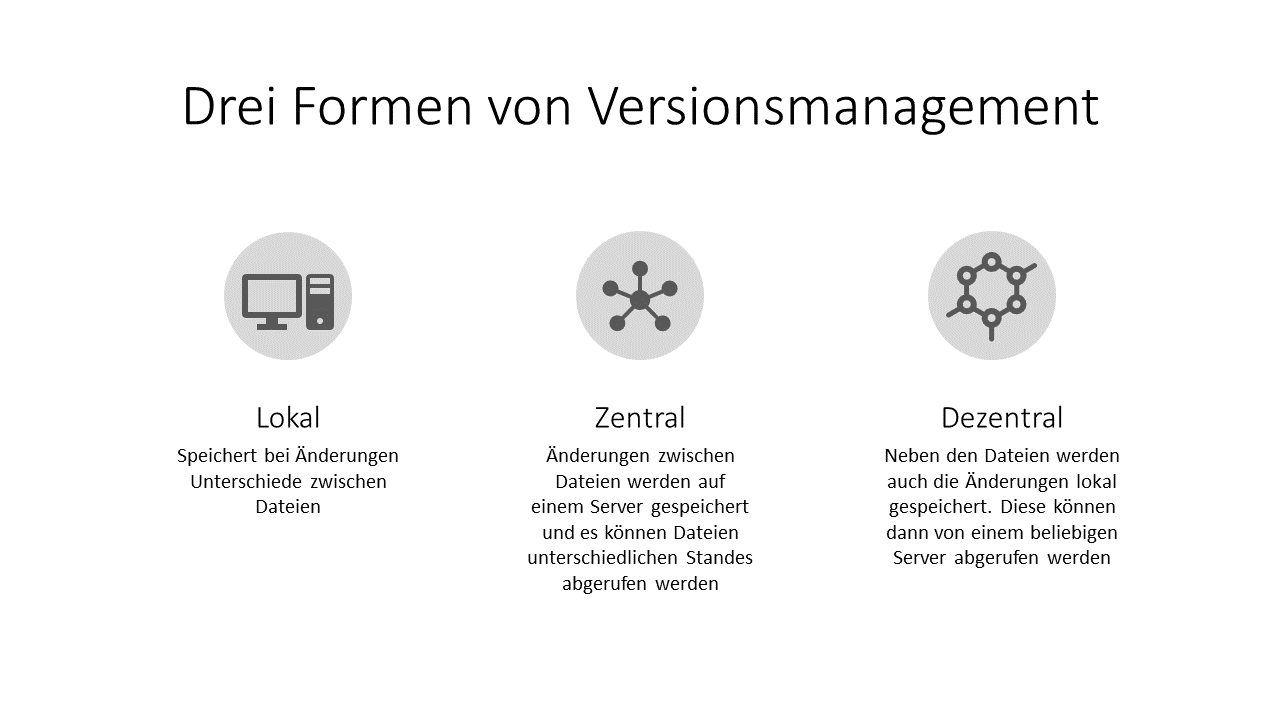 Drei Formen von Versionsmanagement
Lokal
Speichert bei Änderungen
Unterschiede zwischen
Dateien
Zentral
Änderungen zwischen
Dateien werden auf
einem Server gespeichert
und es können Dateien
unterschiedlichen Standes
abgerufen werden
Dezentral
Neben den Dateien werden
auch die Änderungen lokal
gespeichert. Diese können
dann von einem beliebigen
Server abgerufen werden